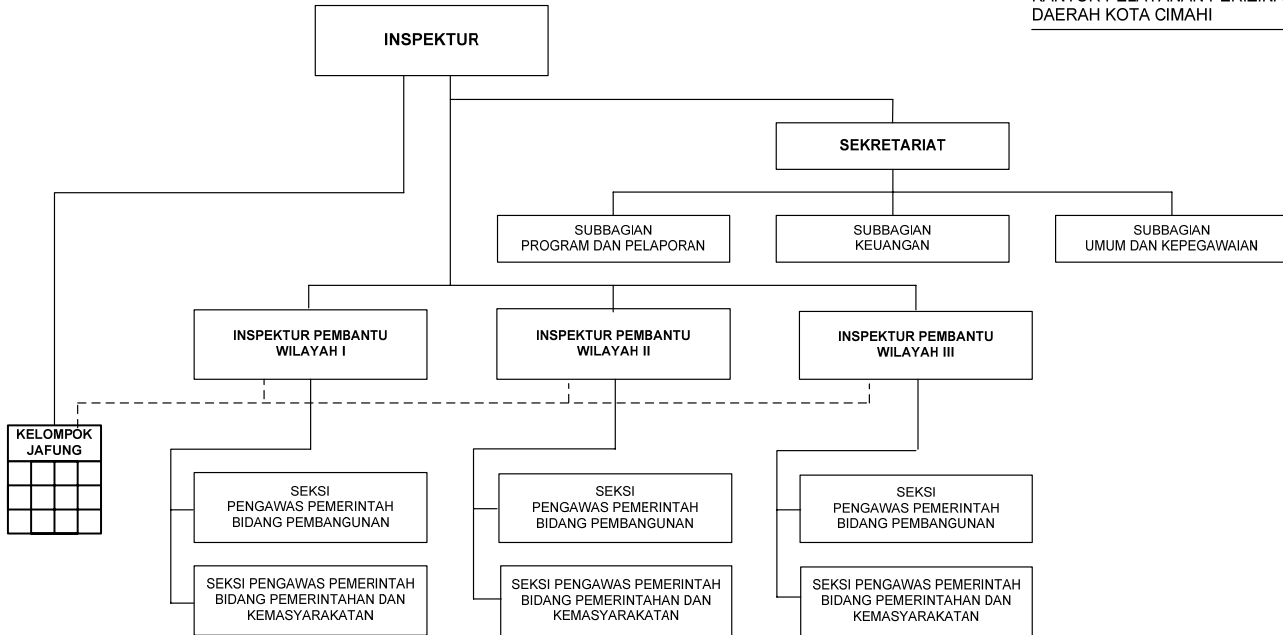 DAERAH KOTA CIMAHI
INSPEKTUR
SEKRETARIAT
SUBBAGIAN
PROGRAM DAN PELAPORAN
SUBBAGIAN
KEUANGAN
SUBBAGIAN
UMUM DAN KEPEGAWAIAN
INSPEKTUR PEMBANTU
WILAYAH I
INSPEKTUR PEMBANTU
WILAYAH II
INSPEKTUR PEMBANTU
WILAYAH III
KELOMPOK
JAFUNG
SEKSI
PENGAWAS PEMERINTAH
BIDANG PEMBANGUNAN
SEKSI
PENGAWAS PEMERINTAH
BIDANG PEMBANGUNAN
SEKSI
PENGAWAS PEMERINTAH
BIDANG PEMBANGUNAN
SEKSI PENGAWAS PEMERINTAH
BIDANG PEMERINTAHAN DAN
KEMASYARAKATAN
SEKSI PENGAWAS PEMERINTAH
BIDANG PEMERINTAHAN DAN
KEMASYARAKATAN
SEKSI PENGAWAS PEMERINTAH
BIDANG PEMERINTAHAN DAN
KEMASYARAKATAN